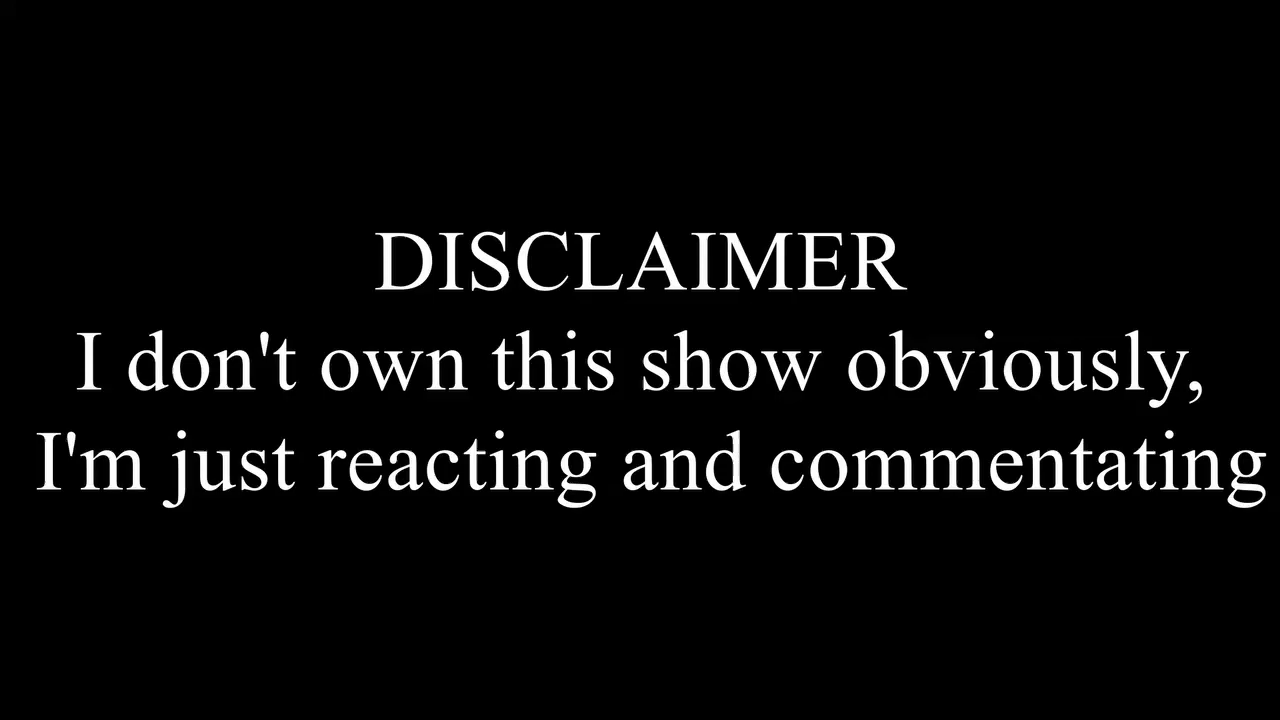 DISCLAIMER
I don't own this show obviously,
I'm just reacting and commentating